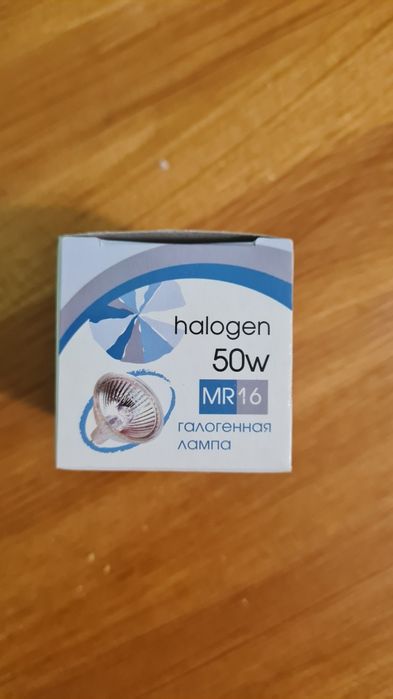 halogen
50w
MR16
галогенная
лампа